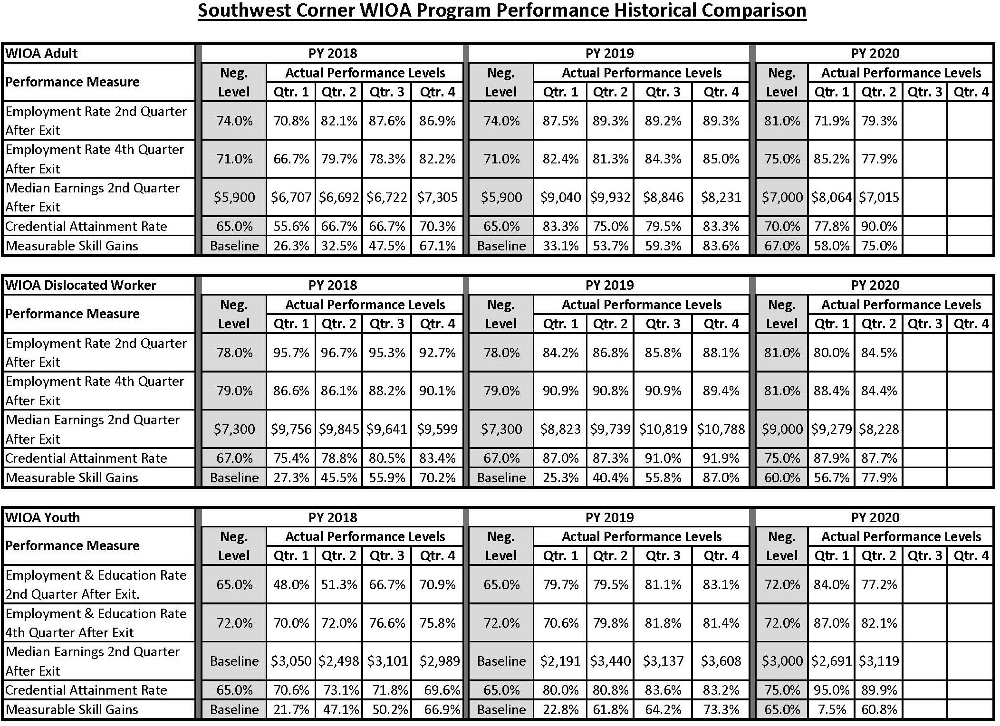 Southwest Corner WIOA Program Performance Historical Comparison
WIOA Adult PY 2018 PY 2019 PY 2020
Performance Measure Neg. Level Actual Performance Levels Neg. Level Actual Performance Levels Neg. Level Actual Performance Levels
Qtr. 1 Qtr. 2 Qtr. 3 Qtr. 4 Qtr. 1 Qtr. 2 Qtr. 3 Qtr. 4 Qtr. 1 Qtr. 2 Qtr. 3 Qtr. 4
Employment Rate 2nd Quarter
After Exit 74.0% 70.8% 82.1% 87.6% 86.9% 74.0% 87.5% 89.3% 89.2% 89.3% 81.0% 71.9% 79.3%
Employment Rate 4th Quarter
After Exit 71.0% 66.7% 79.7% 78.3% 82.2% 71.0% 82.4% 81.3% 84.3% 85.0% 75.0% 85.2% 77.9%
Median Earnings 2nd Quarter
After Exit $5,900 $6,707 $6,692 $6,722 $7,305 $5,900 $9,040 $9,932 $8,846 $8,231 $7,000 $8,064 $7,015
Credential Attainment Rate 65.0% 55.6% 66.7% 66.7% 70.3% 65.0% 83.3% 75.0% 79.5% 83.3% 70.0% 77.8% 90.0%
Measurable Skill Gains Baseline 26.3% 32.5% 47.5% 67.1% Baseline 33.1% 53.7% 59.3% 83.6% 67.0% 58.0% 75.0%
WIOA Dislocated Worker PY 2018 PY 2019 PY 2020
Performance Measure Neg. Level Actual Performance Levels Neg. Level Actual Performance Levels Neg. Level Actual Performance Levels
Qtr. 1 Qtr. 2 Qtr. 3 Qtr. 4 Qtr. 1 Qtr. 2 Qtr. 3 Qtr. 4 Qtr. 1 Qtr. 2 Qtr. 3 Qtr. 4
Employment Rate 2nd Quarter
After Exit 78.0% 95.7% 96.7% 95.3% 92.7% 78.0% 84.2% 86.8% 85.8% 88.1% 81.0% 80.0% 84.5%
Employment Rate 4th Quarter
After Exit 79.0% 86.6% 86.1% 88.2% 90.1% 79.0% 90.9% 90.8% 90.9% 89.4% 81.0% 88.4% 84.4%
Median Earnings 2nd Quarter
After Exit $7,300 $9,756 $9,845 $9,641 $9,599 $7,300 $8,823 $9,739 $10,819 $10,788 $9,000 $9,279 $8,228
Credential Attainment Rate 67.0% 75.4% 78.8% 80.5% 83.4% 67.0% 87.0% 87.3% 91.0% 91.9% 75.0% 87.9% 87.7%
Measurable Skill Gains Baseline 27.3% 45.5% 55.9% 70.2% Baseline 25.3% 40.4% 55.8% 87.0% 60.0% 56.7% 77.9%
WIOA Youth PY 2018 PY 2019 PY 2020
Performance Measure Neg. Level Actual Performance Levels Neg. Level Actual Performance Levels Neg. Level Actual Performance Levels
Qtr. 1 Qtr. 2 Qtr. 3 Qtr. 4 Qtr. 1 Qtr. 2 Qtr. 3 Qtr. 4 Qtr. 1 Qtr. 2 Qtr. 3 Qtr. 4
Employment & Education Rate
2nd Quarter After Exit. 65.0% 48.0% 51.3% 66.7% 70.9% 65.0% 79.7% 79.5% 81.1% 83.1% 72.0% 84.0% 77.2%
Employment & Education Rate
4th Quarter After Exit 72.0% 70.0% 72.0% 76.6% 75.8% 72.0% 70.6% 79.8% 81.8% 81.4% 72.0% 87.0% 82.1%
Median Earnings 2nd Quarter
After Exit Baseline $3,050 $2,498 $3,101 $2,989 Baseline $2,191 $3,440 $3,137 $3,608 $3,000 $2,691 $3,119
Credential Attainment Rate 65.0% 70.6% 73.1% 71.8% 69.6% 65.0% 80.0% 80.8% 83.6% 83.2% 75.0% 95.0% 89.9%
Measurable Skill Gains Baseline 21.7% 47.1% 50.2% 66.9% Baseline 22.8% 61.8% 64.2% 73.3% 65.0% 7.5% 60.8%